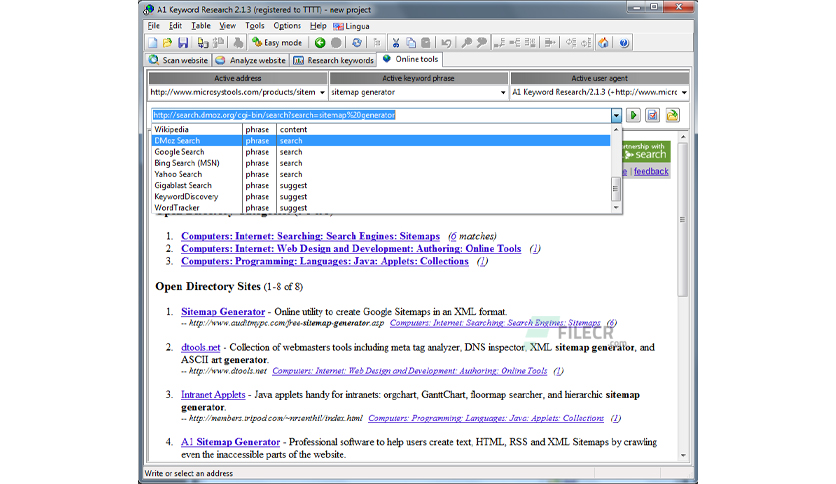 A1 Keyword Research 2.1.3 (registered to TTTT) - new project
File Edit Table View Tools Options Help Lingua
Easy mode
Scan website Analyze website Research keywords Online tools
Active address Active keyword phrase Active user agent
http://www.microsystools.com/products/sitem sitemap generator A1 Keyword Research/2.1.3 (+http://www.microc
http://search.dmoz.org/cgi-bin/search?search=sitemap%20generator
Wikipedia phrase content
DMoz Search phrase search
Google Search phrase search
Bing Search (MSN) phrase search
Yahoo Search phrase search
Gigablast Search phrase suggest
KeywordDiscovery phrase suggest
WordTracker phrase suggest
rtnership with
search
e | feedback
1. Computers: Internet: Searching: Search Engines: Sitemaps (6 matches)
2. Computers: Internet: Web Design and Development: Authoring: Online Tools (1)
3. Computers: Programming: Languages: Java: Applets: Collections (1)
Open Directory Sites (1-8 of 8)
1. Sitemap Generator - Online utility to create Google Sitemaps in an XML format.
-- http://www.auditmypc.com/free-sitemap-generator.asp Computers: Internet: Searching: Search Engines: Sitemaps (6)
FILECR
.com
2. dtools.net - Collection of webmasters tools including meta tag analyzer, DNS inspector, XML sitemap generator, and
ASCII art generator.
-- http://www.dtools.net Computers: Internet: Web Design and Development: Authoring: Online Tools (1)
3. Intranet Applets - Java applets handy for intranets: orgchart, GanttChart, floormap searcher, and hierarchic sitemap
generator.
-- http://members.tripod.com/~nrsenthil/index.html Computers: Programming: Languages: Java: Applets: Collections (1)
4. A1 Sitemap Generator - Professional software to help users create text, HTML, RSS and XML Sitemaps by crawling
even the inaccessible parts of the website.
Write or select an address